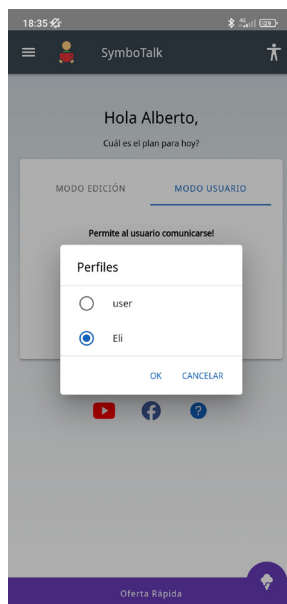 18:35
SymboTalk
Hola Alberto,
Cuál es el plan para hoy?
MODO EDICIÓN
MODO USUARIO
Permite al usuario comunicarse!
Perfiles
user
Eli
OK
CANCELAR
?
Oferta Rápida